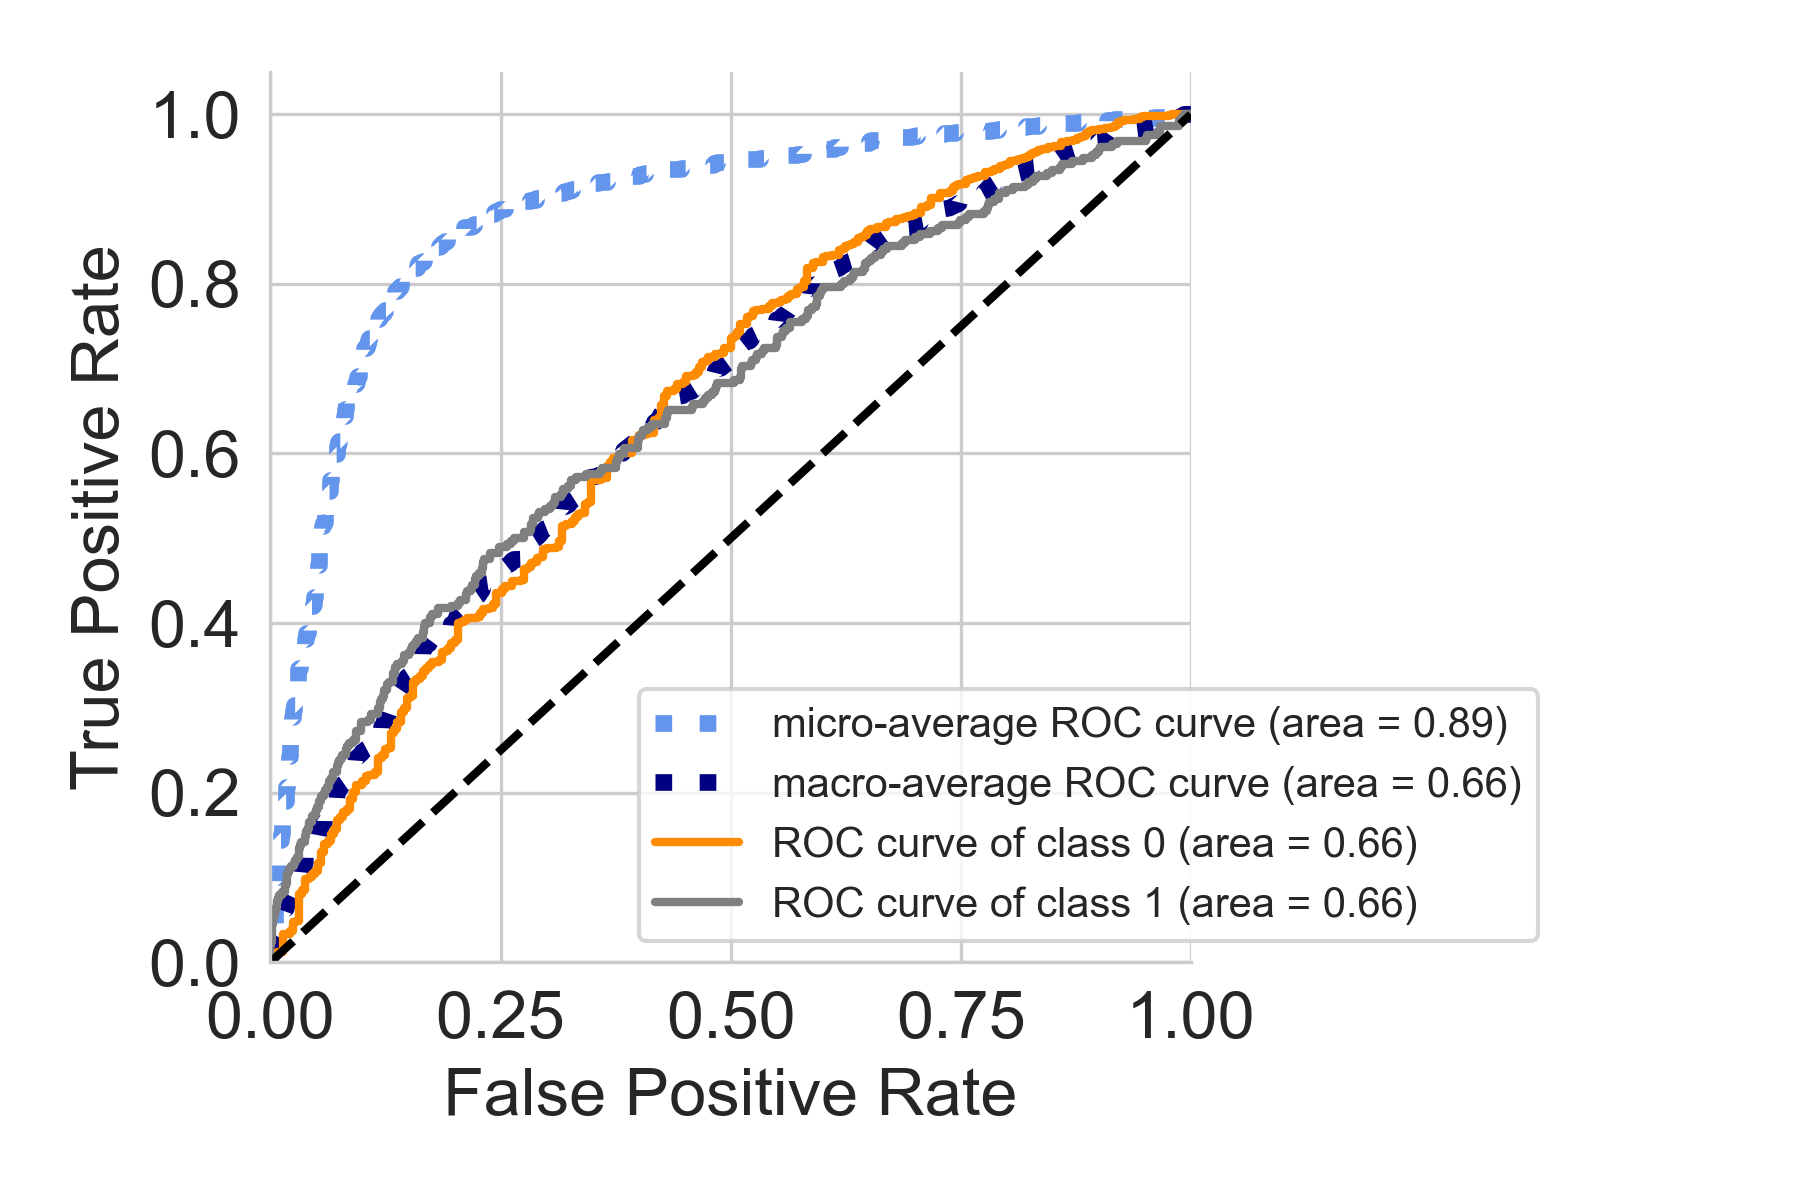 True Positive Rate
1.0
0.8
0.6
0.4
0.2
0.0
0.00 0.25 0.50 0.75 1.00
False Positive Rate
micro-average ROC curve (area = 0.89)
macro-average ROC curve (area = 0.66)
ROC curve of class 0 (area = 0.66)
ROC curve of class 1 (area = 0.66)